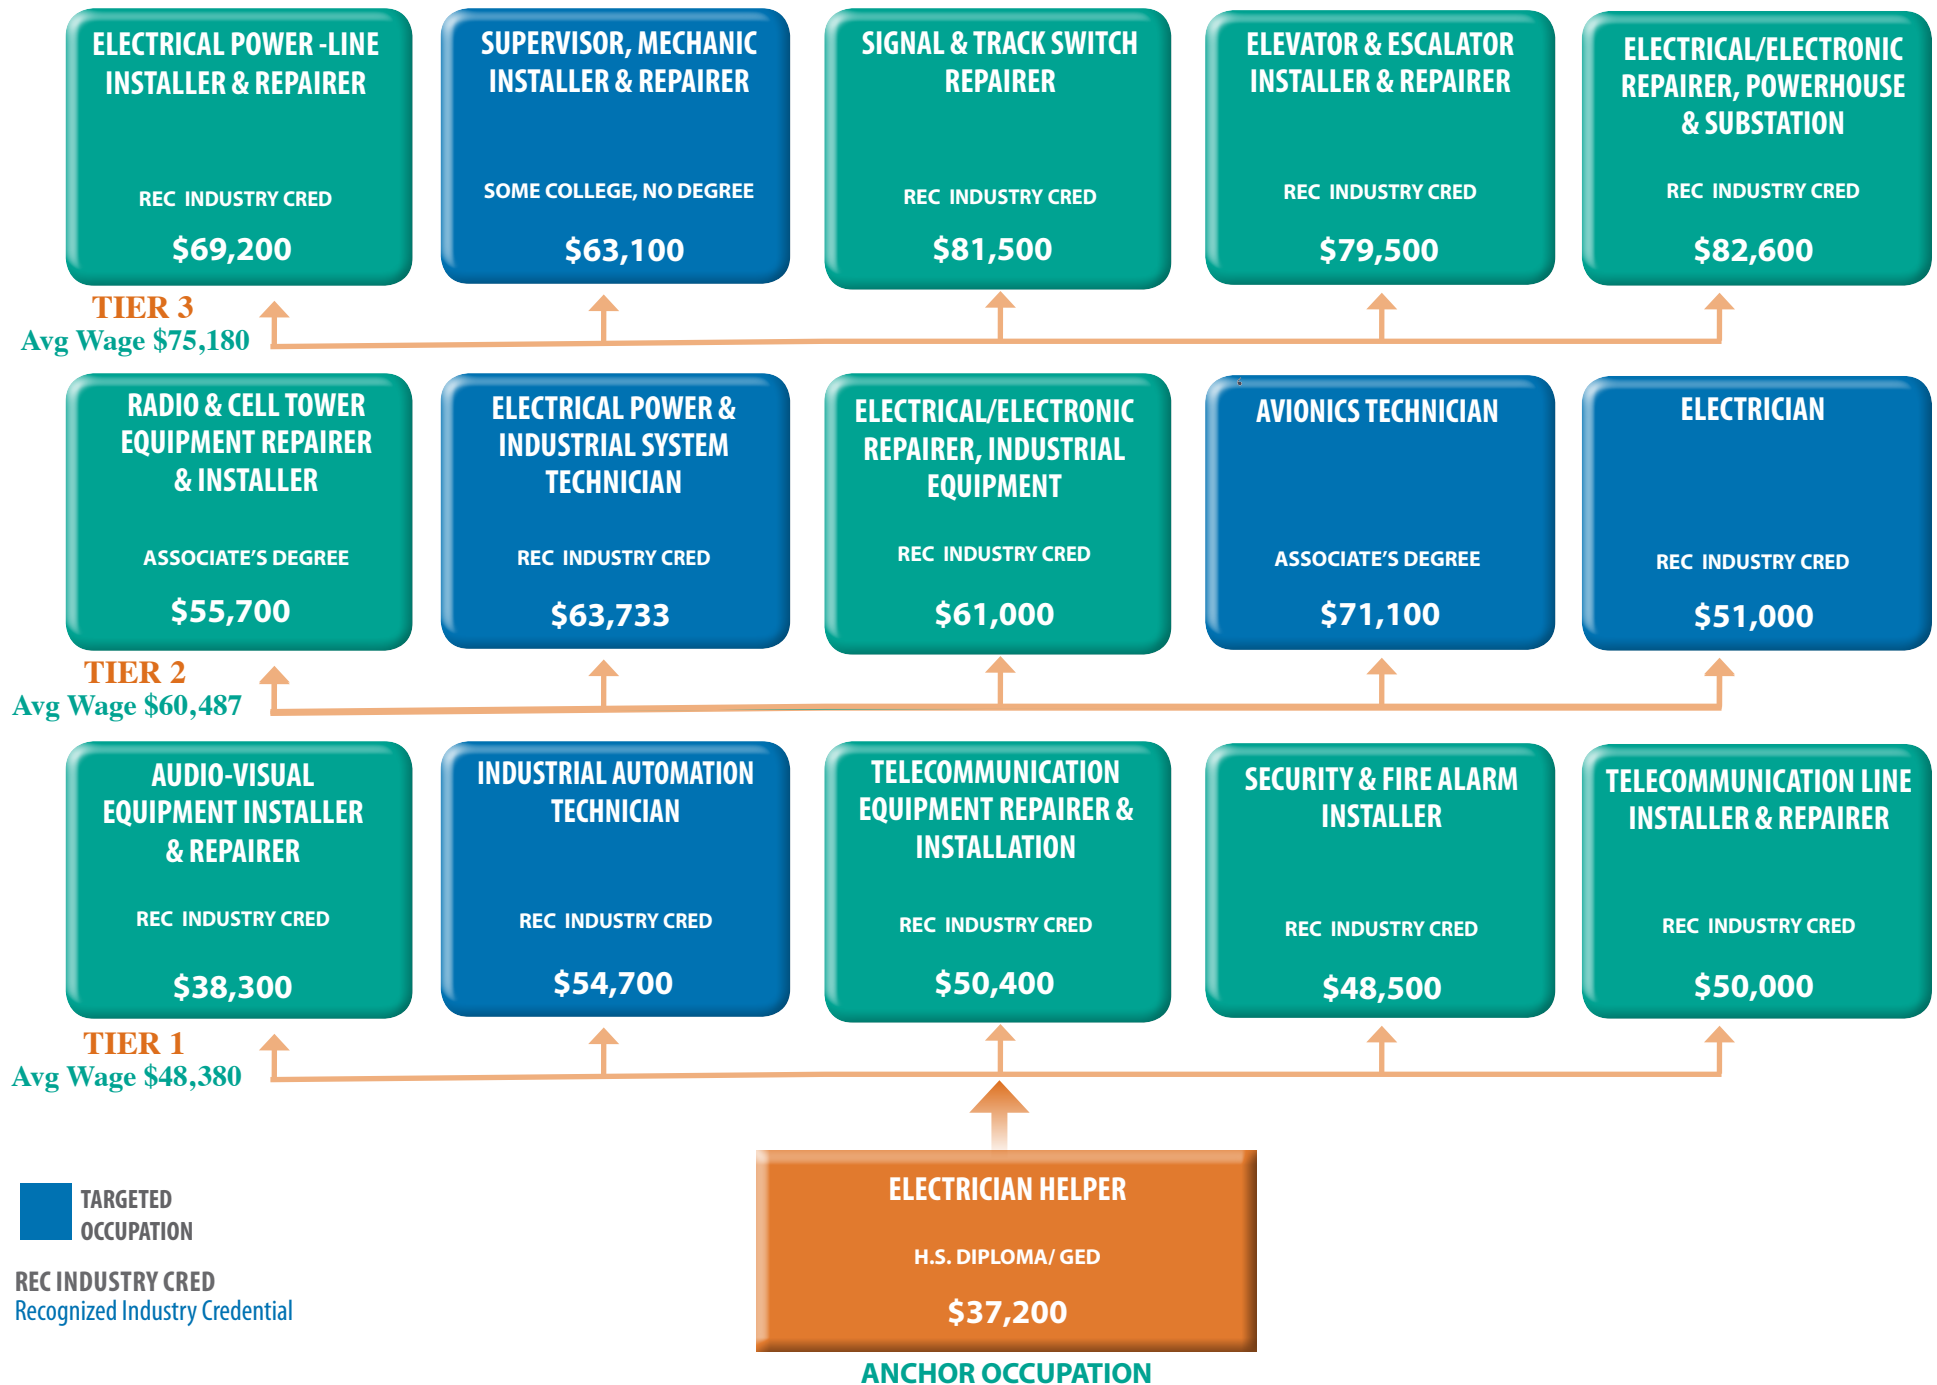 ELECTRICAL POWER -LINE
INSTALLER & REPAIRER
REC INDUSTRY CRED
$69,200
SUPERVISOR, MECHANIC
INSTALLER & REPAIRER
SOME COLLEGE, NO DEGREE
$63,100
SIGNAL & TRACK SWITCH
REPAIRER
REC INDUSTRY CRED
$81,500
ELEVATOR & ESCALATOR
INSTALLER & REPAIRER
REC INDUSTRY CRED
$79,500
ELECTRICAL/ELECTRONIC
REPAIRER, POWERHOUSE
& SUBSTATION
REC INDUSTRY CRED
$82,600
TIER 3
Avg Wage $75,180
RADIO & CELL TOWER
EQUIPMENT REPAIRER
& INSTALLER
ASSOCIATE'S DEGREE
$55,700
ELECTRICAL POWER &
INDUSTRIAL SYSTEM
TECHNICIAN
REC INDUSTRY CRED
$63,733
ELECTRICAL/ELECTRONIC
REPAIRER, INDUSTRIAL
EQUIPMENT
REC INDUSTRY CRED
$61,000
AVIONICS TECHNICIAN
ASSOCIATE'S DEGREE
$71,100
ELECTRICIAN
REC INDUSTRY CRED
$51,000
TIER 2
Avg Wage $60,487
AUDIO-VISUAL
EQUIPMENT INSTALLER
& REPAIRER
REC INDUSTRY CRED
$38,300
INDUSTRIAL AUTOMATION
TECHNICIAN
REC INDUSTRY CRED
$54,700
TELECOMMUNICATION
EQUIPMENT REPAIRER &
INSTALLATION
REC INDUSTRY CRED
$50,400
SECURITY & FIRE ALARM
INSTALLER
REC INDUSTRY CRED
$48,500
TELECOMMUNICATION LINE
INSTALLER & REPAIRER
REC INDUSTRY CRED
$50,000
TIER 1
Avg Wage $48,380
ELECTRICIAN HELPER
H.S. DIPLOMA/ GED
$37,200
ANCHOR OCCUPATION
TARGETED
OCCUPATION
REC INDUSTRY CRED
Recognized Industry Credential